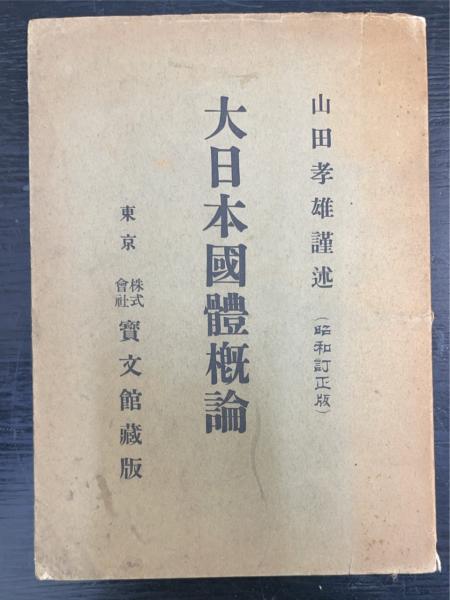 山田孝雄謹述（昭和訂正版）
大日本國體概論
東京 株式會社 寳文館藏版